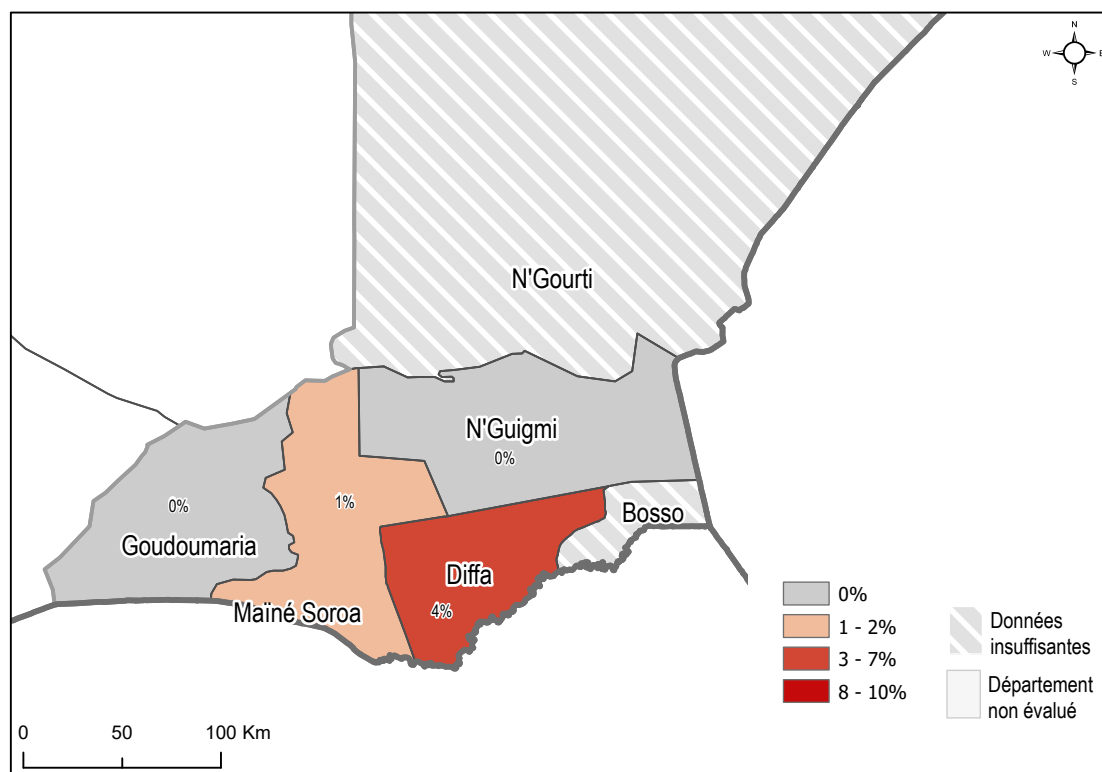 N
W
E
S
N'Gourti
N'Guigmi
0%
1%
0%
Goudoumaria
Bosso
Diffa
4%
Maïné Soroa
0%
1 - 2%
3 - 7%
8 - 10%
Données
insuffisantes
Département
non évalué
0 50 100 Km